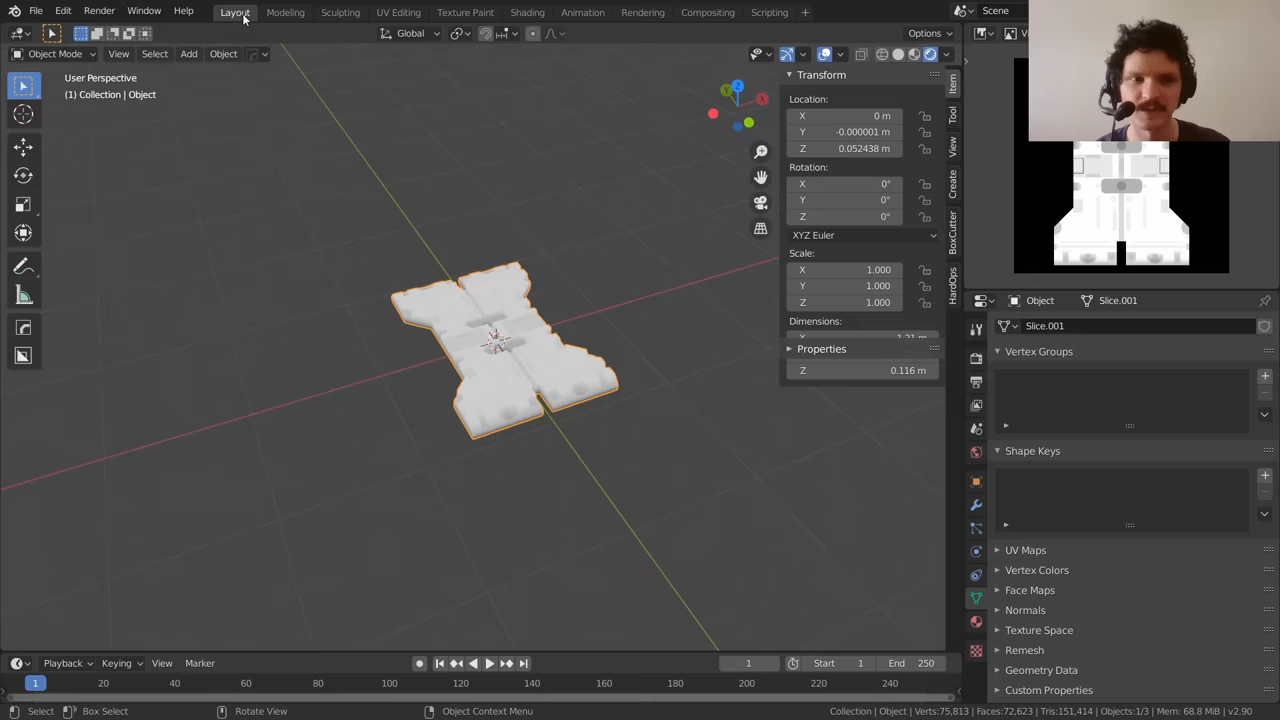 File Edit Render Window Help Layout Modeling Sculpting UV Editing Texture Paint Shading Animation Rendering Compositing Scripting + Scene
Global Options
Object Mode View Select Add Object
User Perspective
(1) Collection | Object
Z
Y
X
Transform
Location:
X 0 m
Y -0.000001 m
Z 0.052438 m
Rotation:
X 0°
Y 0°
Z 0°
XYZ Euler
Scale:
X 1.000
Y 1.000
Z 1.000
Dimensions:
X 1.21 m
Properties
Z 0.116 m
Item
Tool
View
Create
BoxCutter
HardOps
Object Slice.001
Slice.001
Vertex Groups
Shape Keys
UV Maps
Vertex Colors
Face Maps
Normals
Texture Space
Remesh
Geometry Data
Custom Properties
Playback Keying View Marker 1 Start 1 End 250
1 20 40 60 80 100 120 140 160 180 200 220 240
Select Box Select Rotate View Object Context Menu Collection | Object | Verts:75,813 | Faces:72,623 | Tris:151,414 | Objects:1/3 | Mem: 68.8 MiB | v2.90